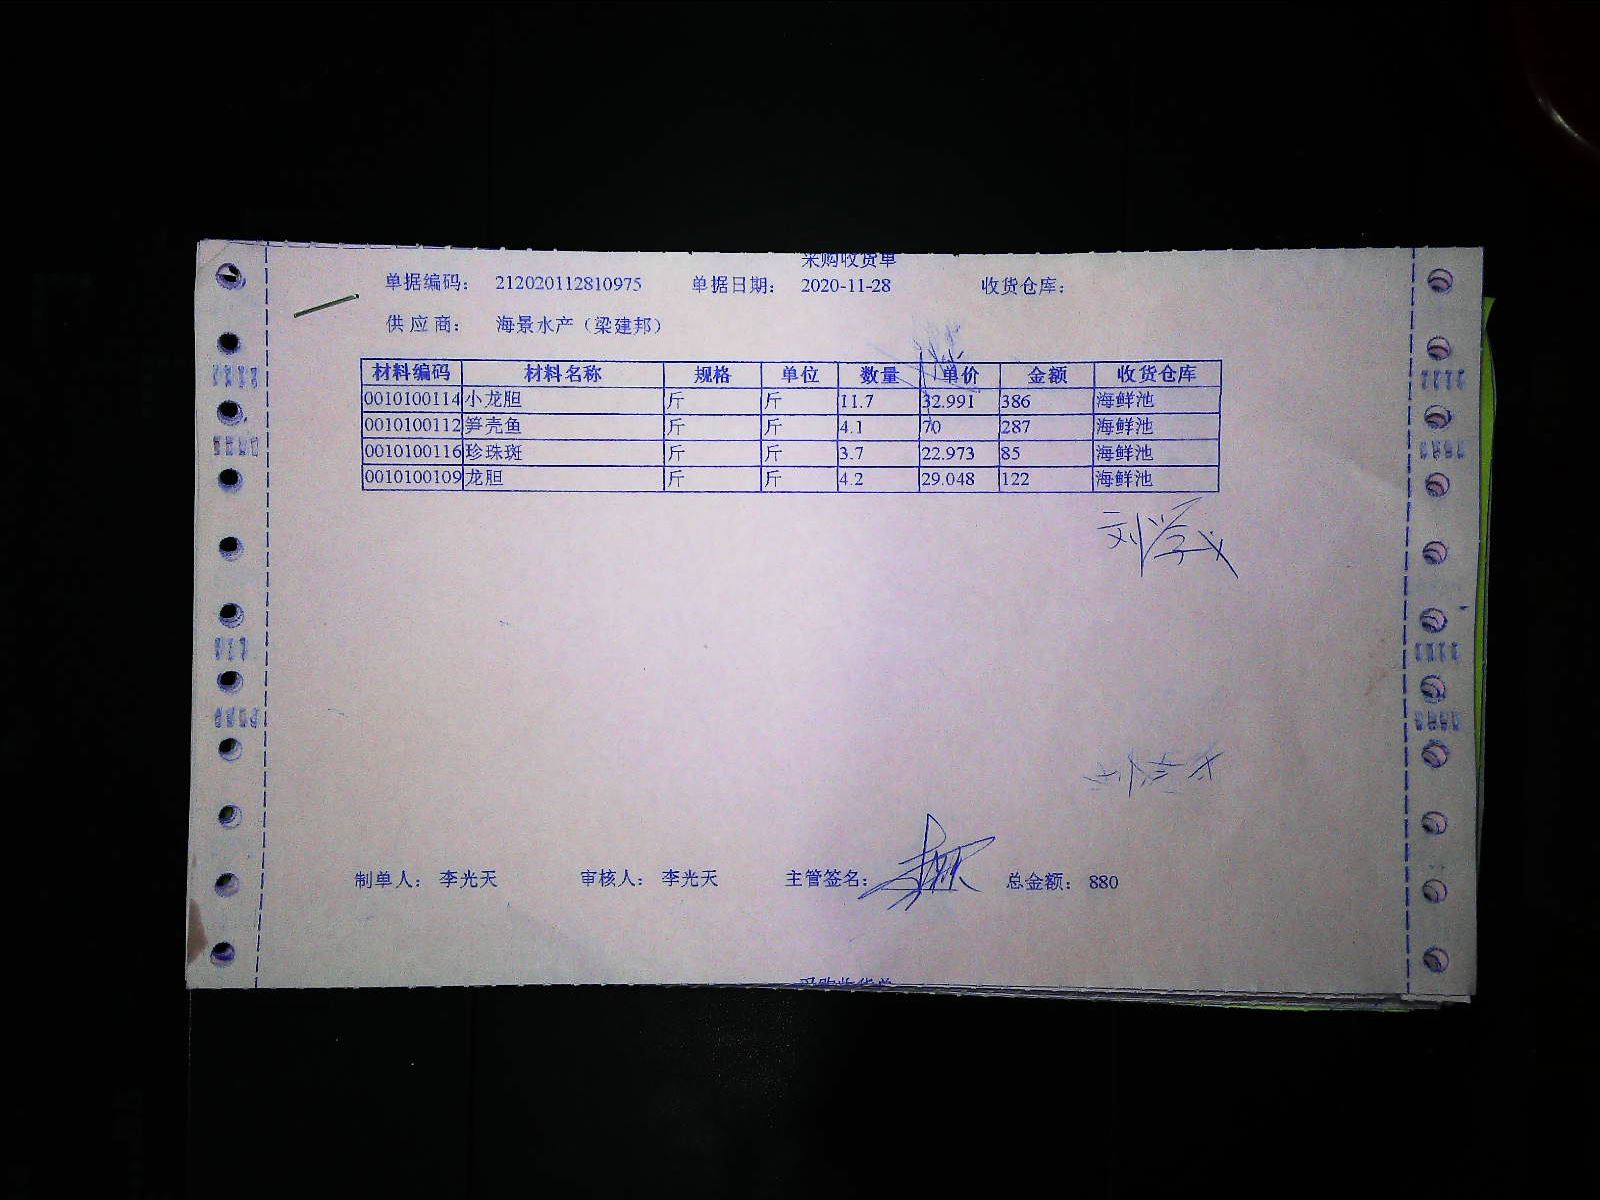 采购收货单
单据编码： 212020112810975 单据日期： 2020-11-28 收货仓库：
供 应 商： 海景水产（梁建邦）
材料编码 材料名称 规格 单位 数量 单价 金额 收货仓库
0010100114 小龙胆 斤 斤 11.7 32.991 386 海鲜池
0010100112 笋壳鱼 斤 斤 4.1 70 287 海鲜池
0010100116 珍珠斑 斤 斤 3.7 22.973 85 海鲜池
0010100109 龙胆 斤 斤 4.2 29.048 122 海鲜池
制单人： 李光天 审核人： 李光天 主管签名： 总金额： 880
采购收货单